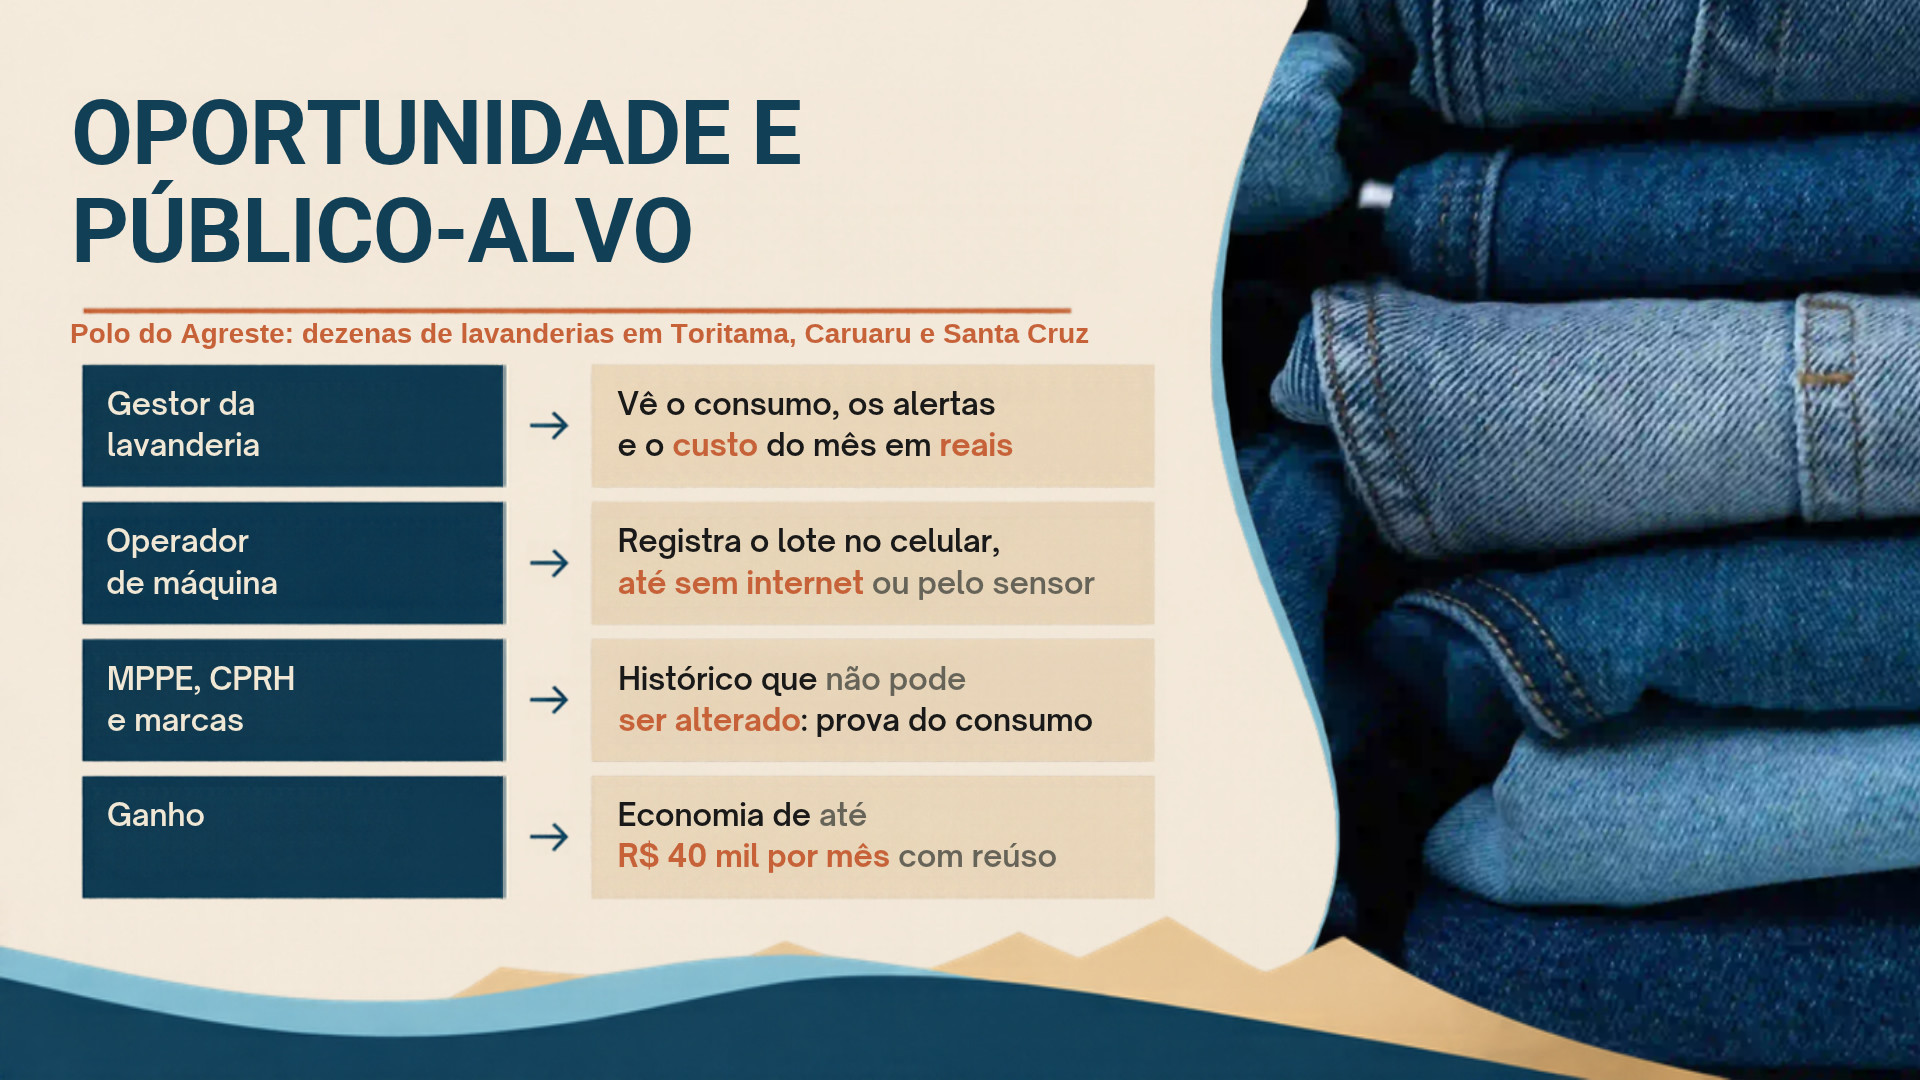 OPORTUNIDADE E
PÚBLICO-ALVO
Polo do Agreste: dezenas de lavanderias em Toritama, Caruaru e Santa Cruz
Gestor da
lavanderia
→
Vê o consumo, os alertas
e o custo do mês em reais
Operador
de máquina
→
Registra o lote no celular,
até sem internet ou pelo sensor
MPPE, CPRH
e marcas
→
Histórico que não pode
ser alterado: prova do consumo
Ganho
→
Economia de até
R$ 40 mil por mês com reúso